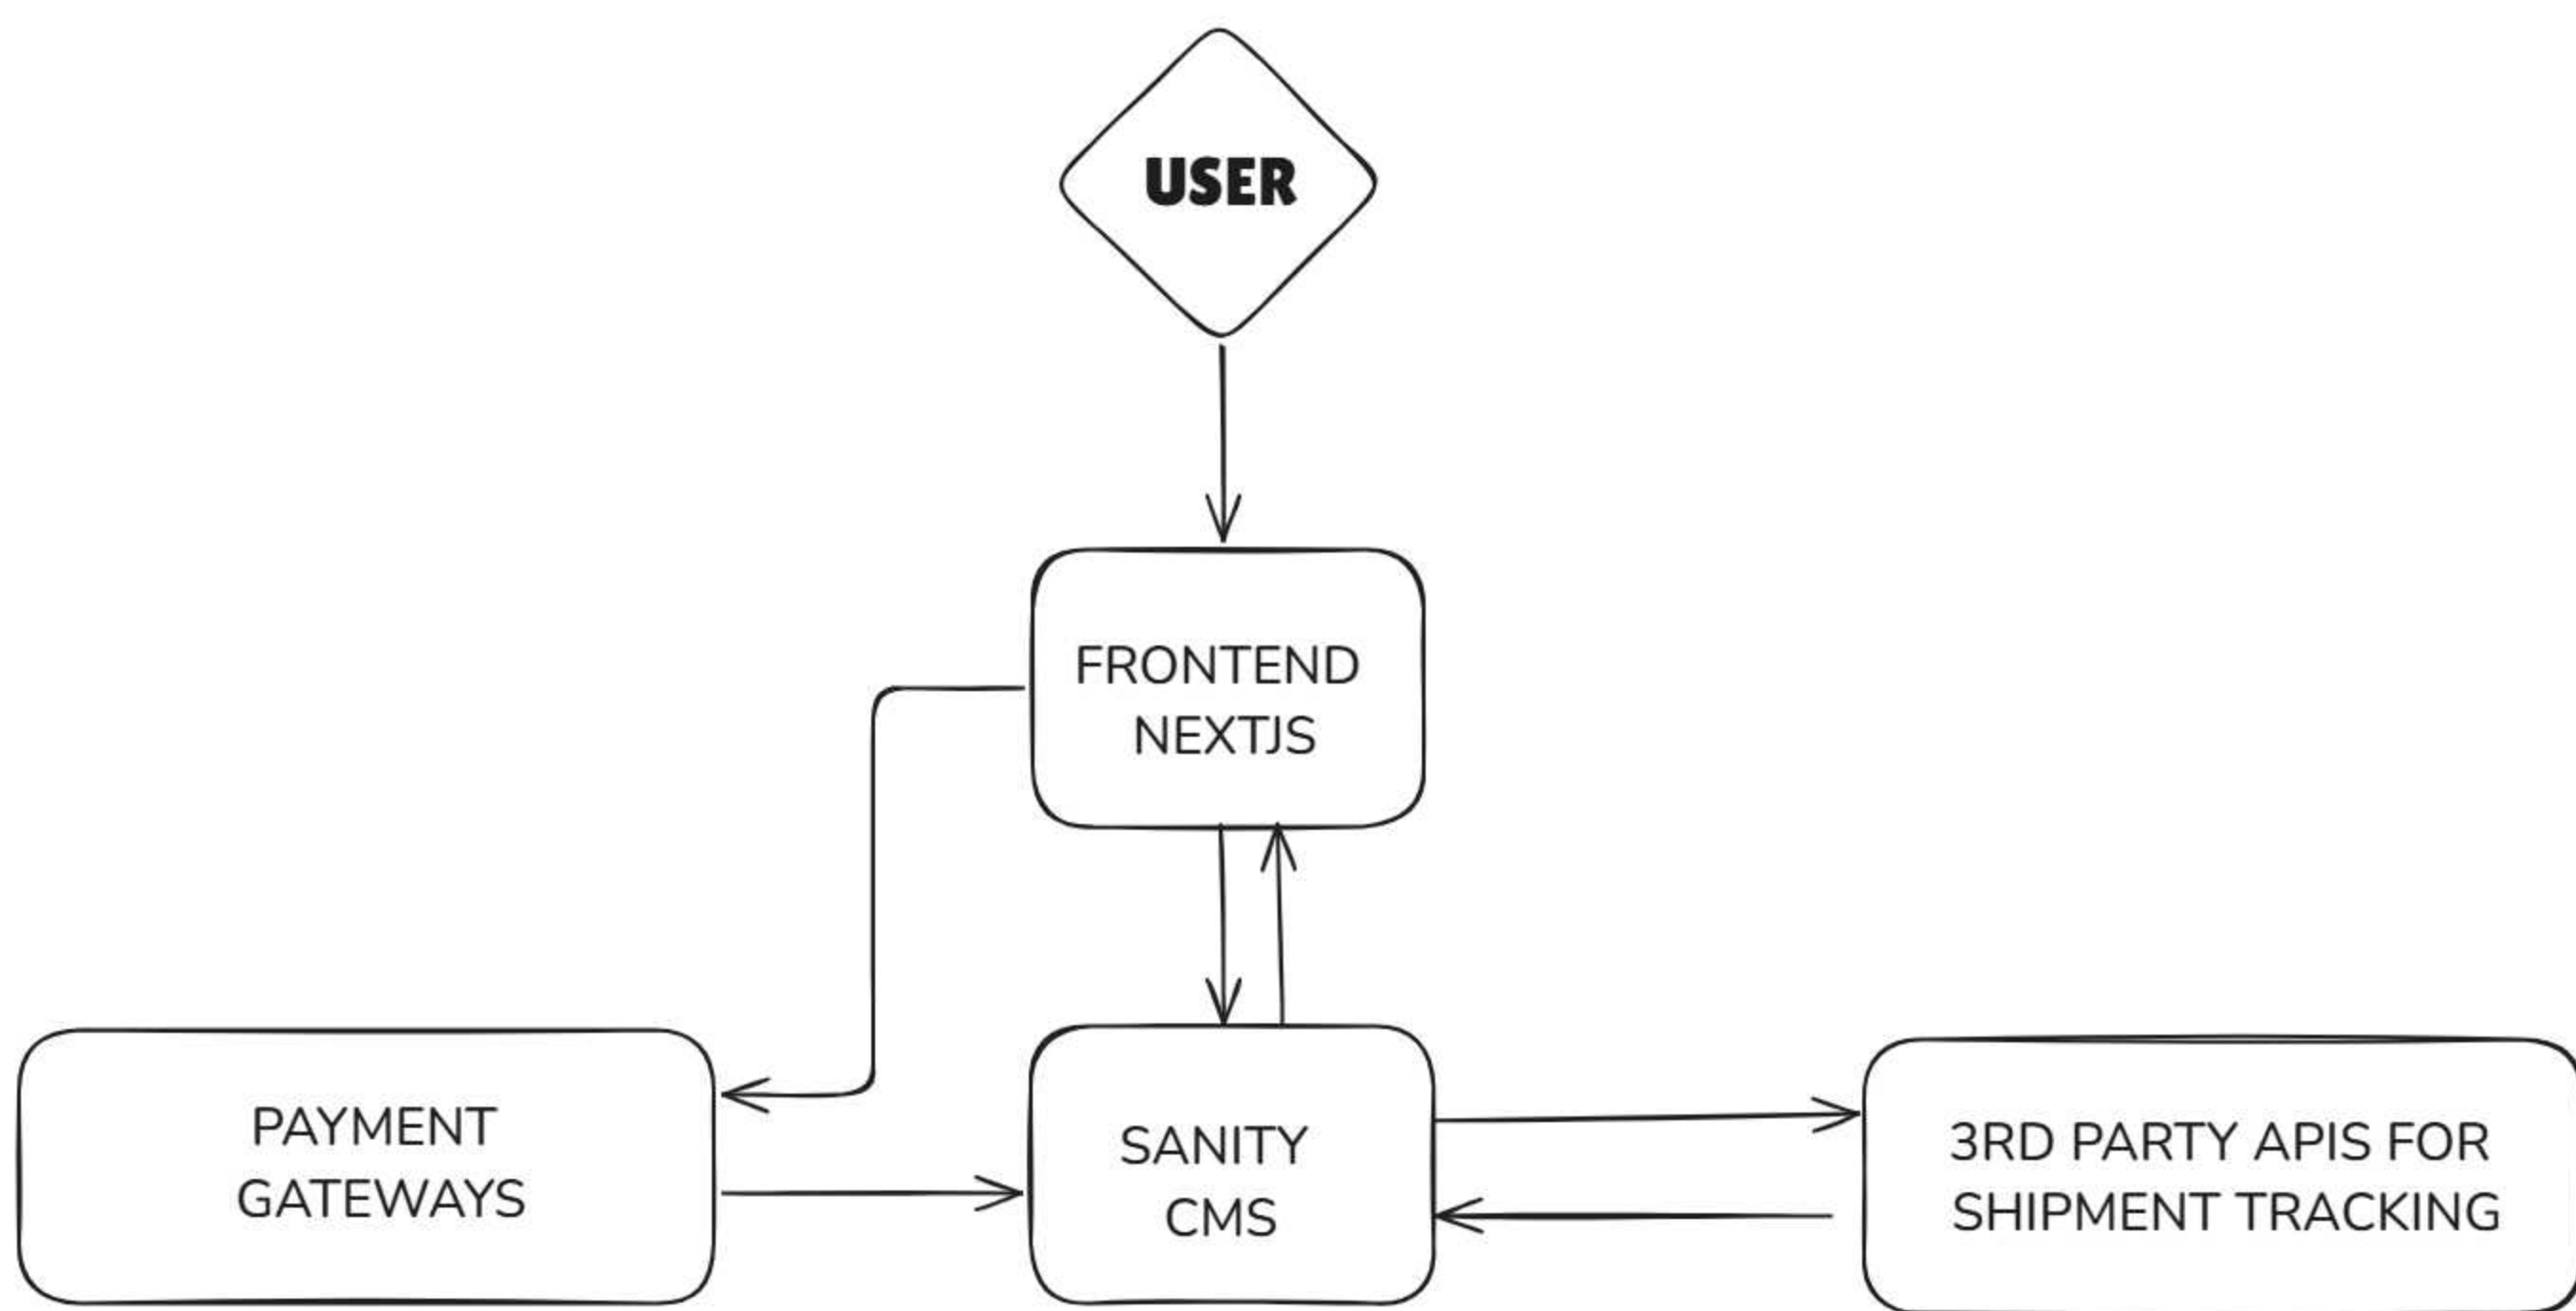 USER
FRONTEND
NEXTJS
PAYMENT
GATEWAYS
SANITY
CMS
3RD PARTY APIS FOR
SHIPMENT TRACKING